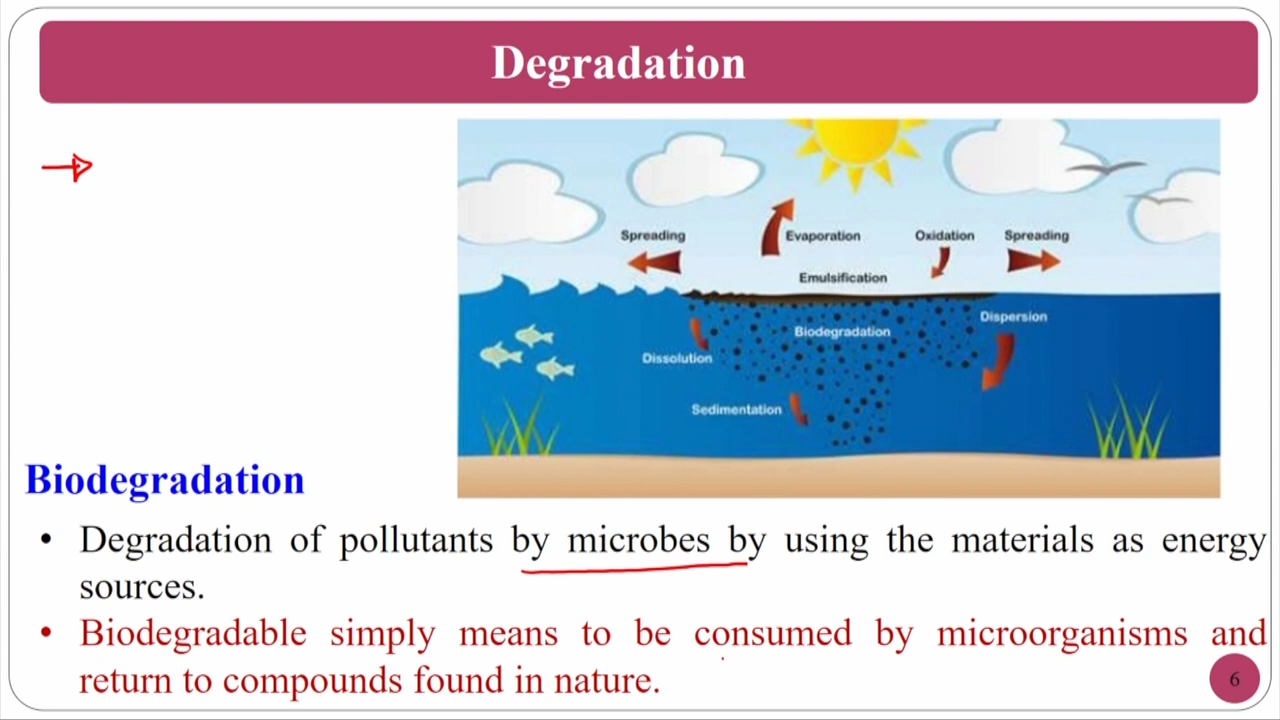 Degradation
Spreading
Evaporation
Oxidation
Spreading
Emulsification
Dispersion
Biodegradation
Dissolution
Sedimentation
Biodegradation
• Degradation of pollutants by microbes by using the materials as energy
sources.
• Biodegradable simply means to be consumed by microorganisms and
return to compounds found in nature.
6